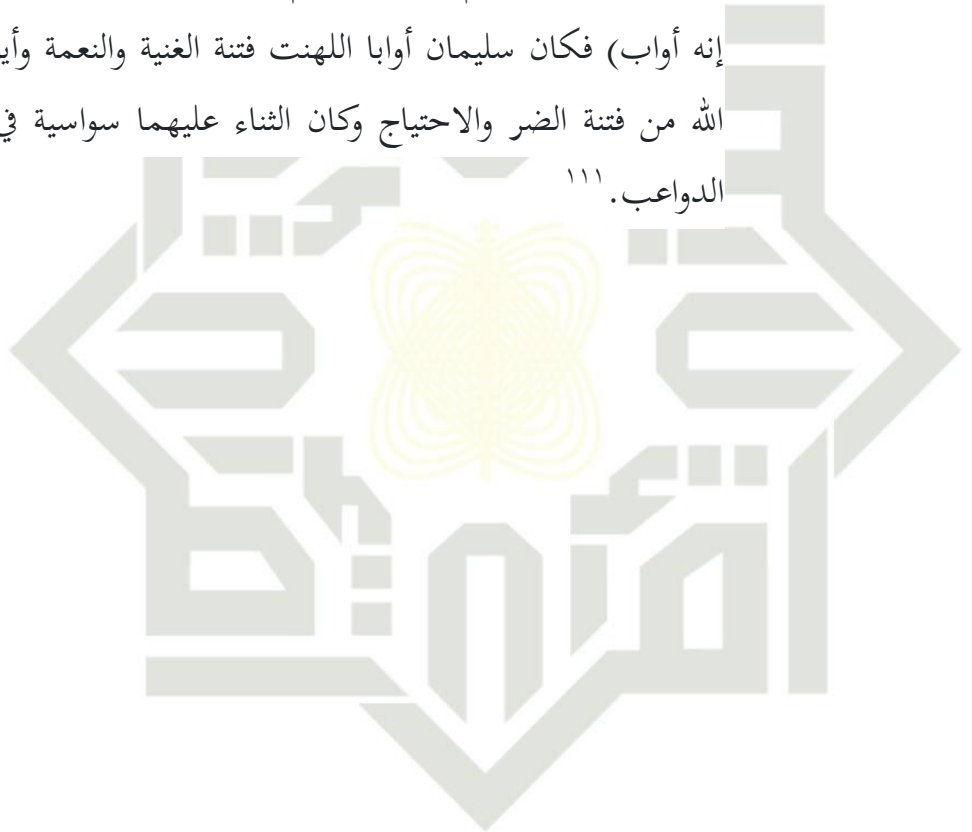 إنه أواب) فكان سليمان أوابا اللهنت فتنة الغنية والنعمة وأي
الله من فتنة الضر والاحتياج وكان الثناء عليهما سواسية في
الدواعب. ١١١